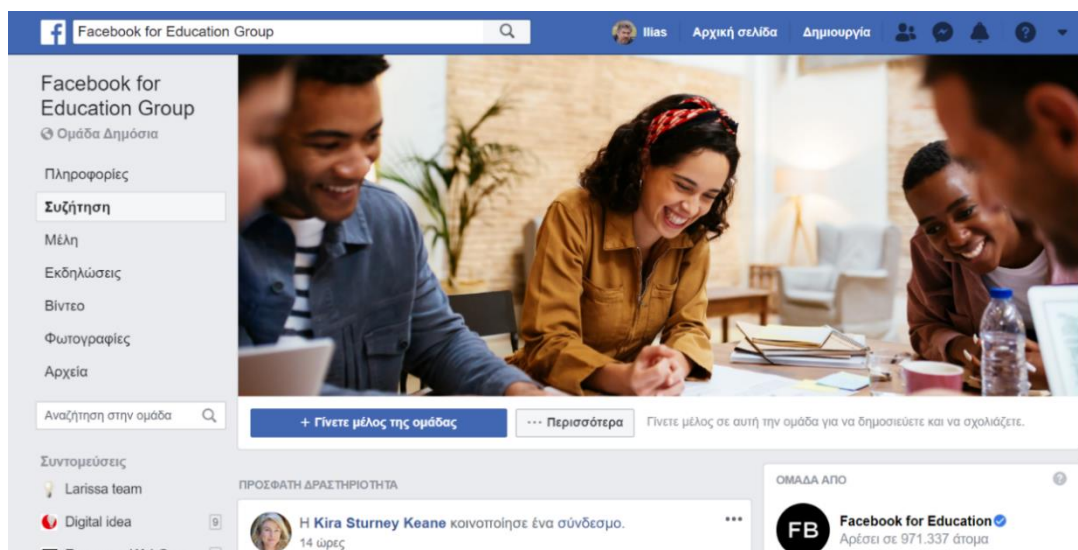 Facebook for Education Group
Ilias
Αρχική σελίδα
Δημιουργία
Facebook for
Education Group
Ομάδα Δημόσια
Πληροφορίες
Συζήτηση
Μέλη
Εκδηλώσεις
Βίντεο
Φωτογραφίες
Αρχεία
Αναζήτηση στην ομάδα
Συντομεύσεις
Larissa team
Digital idea 9
+ Γίνετε μέλος της ομάδας
··· Περισσότερα
Γίνετε μέλος σε αυτή την ομάδα για να δημοσιεύετε και να σχολιάζετε.
ΠΡΟΣΦΑΤΗ ΔΡΑΣΤΗΡΙΟΤΗΤΑ
Η Kira Sturney Keane κοινοποίησε ένα σύνδεσμο.
14 ώρες
ΟΜΑΔΑ ΑΠΟ
FB
Facebook for Education
Αρέσει σε 971.337 άτομα